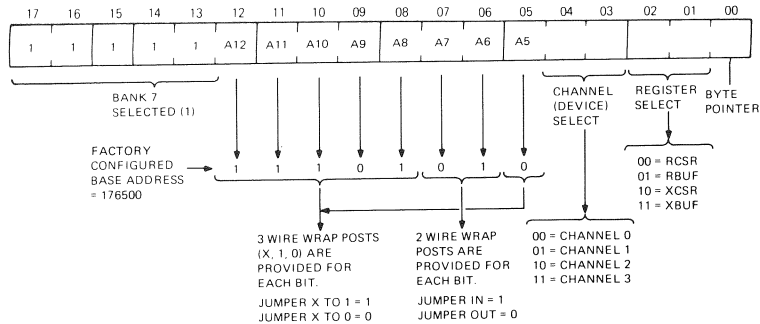 17 16 15 14 13 12 11 10 09 08 07 06 05 04 03 02 01 00
1 1 1 1 1 A12 A11 A10 A9 A8 A7 A6 A5
BANK 7
SELECTED (1)
CHANNEL
(DEVICE)
SELECT
REGISTER
SELECT
BYTE
POINTER
FACTORY
CONFIGURED
BASE ADDRESS
= 176500
1 1 1 0 1 0 1 0
00 = RCSR
01 = RBUF
10 = XCSR
11 = XBUF
3 WIRE WRAP POSTS
(X, 1, 0) ARE
PROVIDED FOR
EACH BIT.
JUMPER X TO 1 = 1
JUMPER X TO 0 = 0
2 WIRE WRAP
POSTS ARE
PROVIDED FOR
EACH BIT.
JUMPER IN = 1
JUMPER OUT = 0
00 = CHANNEL 0
01 = CHANNEL 1
10 = CHANNEL 2
11 = CHANNEL 3